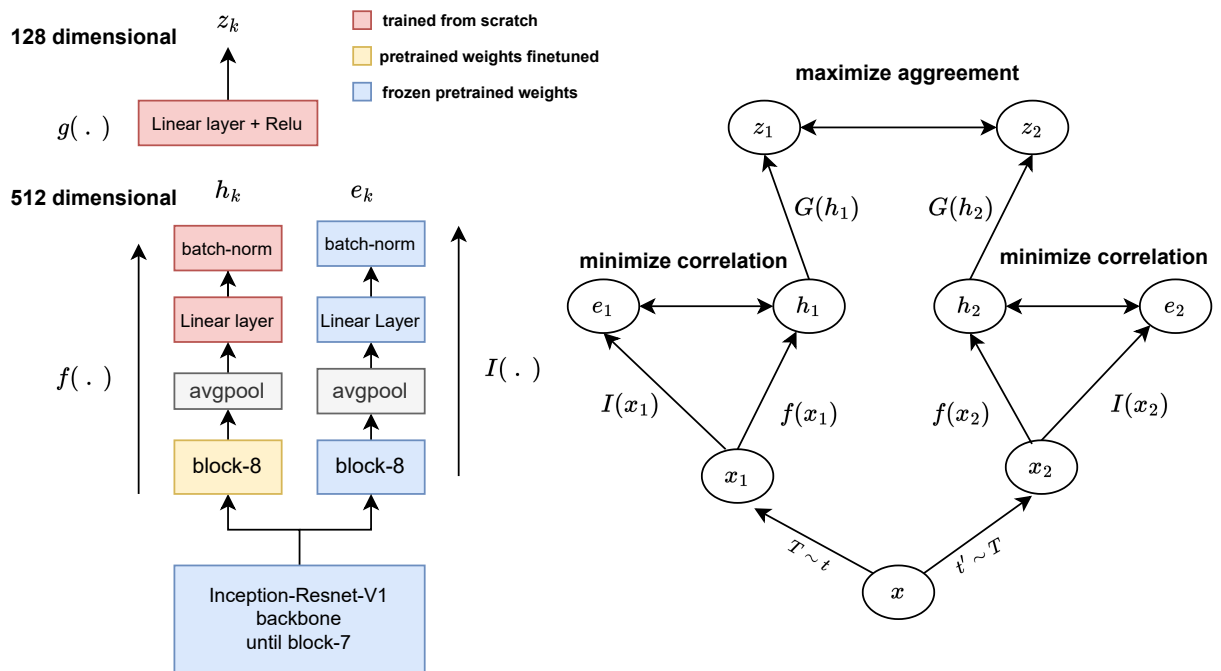 128 dimensional
z_k
trained from scratch
pretrained weights finetuned
frozen pretrained weights
g( . )
Linear layer + Relu
512 dimensional
h_k
e_k
batch-norm
batch-norm
Linear layer
Linear Layer
f( . )
I( . )
avgpool
avgpool
block-8
block-8
Inception-Resnet-V1
backbone
until block-7
maximize aggreement
z_1
z_2
G(h_1)
G(h_2)
minimize correlation
minimize correlation
e_1
h_1
h_2
e_2
I(x_1)
f(x_1)
f(x_2)
I(x_2)
x_1
x_2
T ~ t
t' ~ T
x